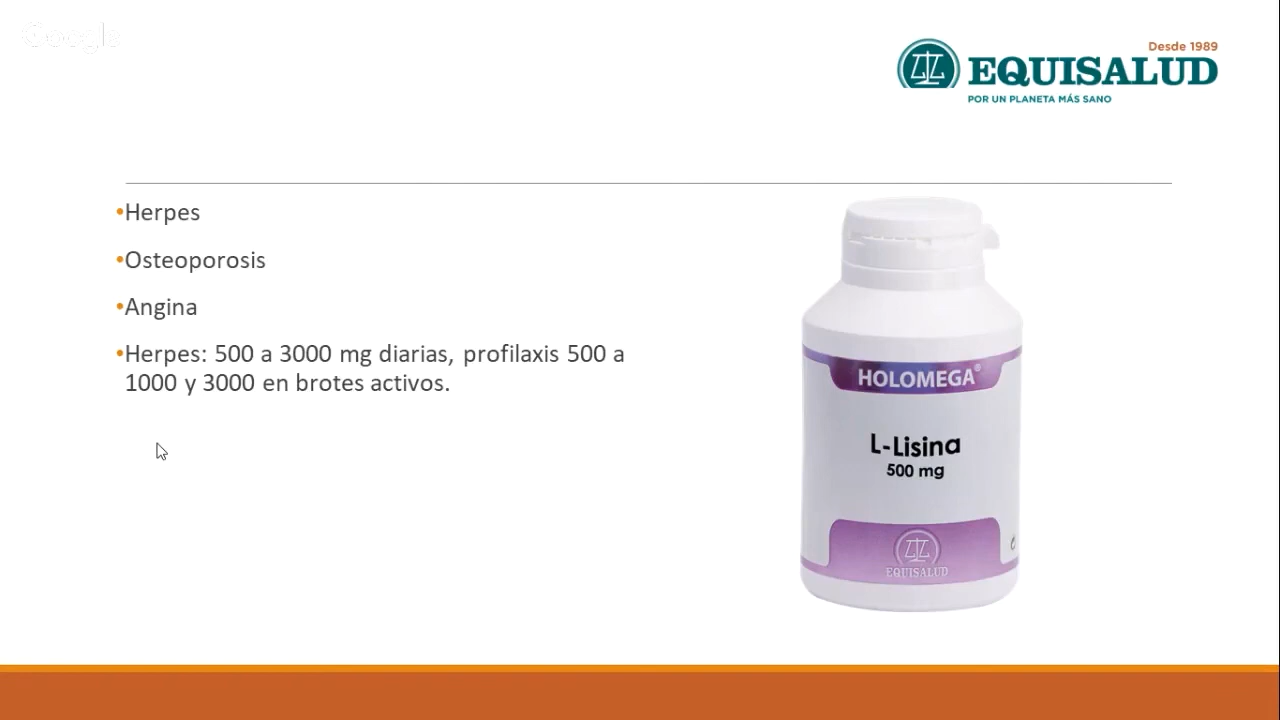 Google
Desde 1989
EQUISALUD
POR UN PLANETA MÁS SANO
•Herpes
•Osteoporosis
•Angina
•Herpes: 500 a 3000 mg diarias, profilaxis 500 a
1000 y 3000 en brotes activos.
HOLOMEGA®
L-Lisina
500 mg
EQUISALUD